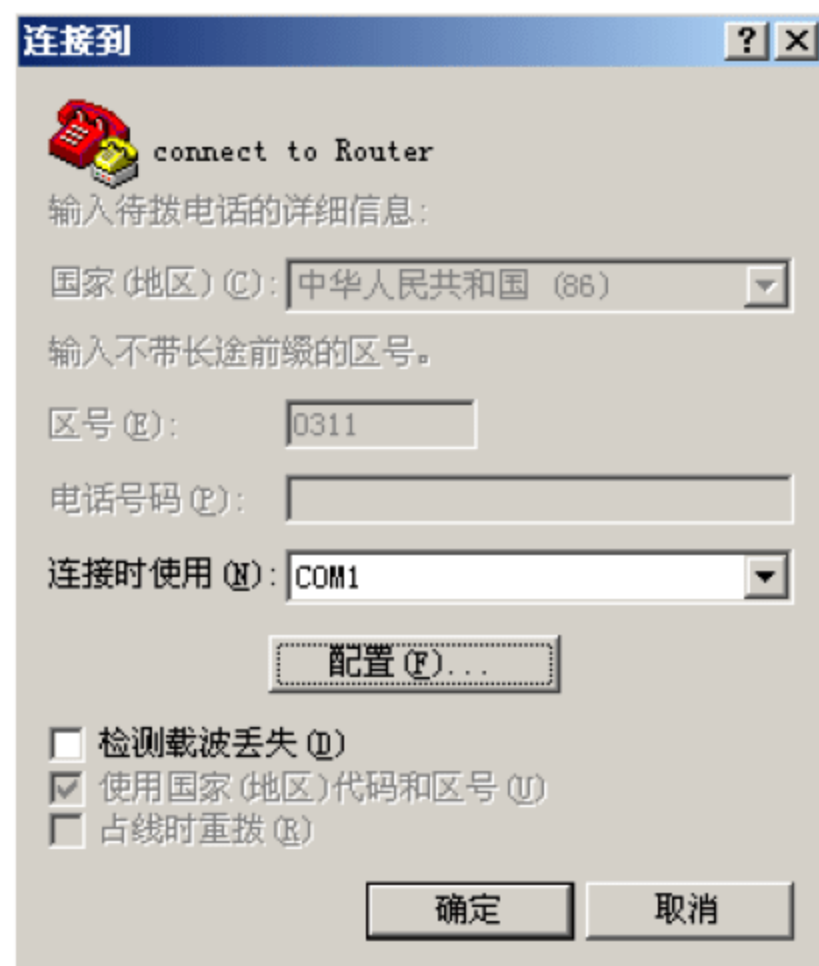 连接到
connect to Router
输入待拨电话的详细信息:
国家(地区)(C): 中华人民共和国 (86)
输入不带长途前缀的区号。
区号(E): 0311
电话号码(P):
连接时使用(N): COM1
配置(F)...
检测载波丢失(D)
使用国家(地区)代码和区号(U)
占线时重拨(R)
确定 取消